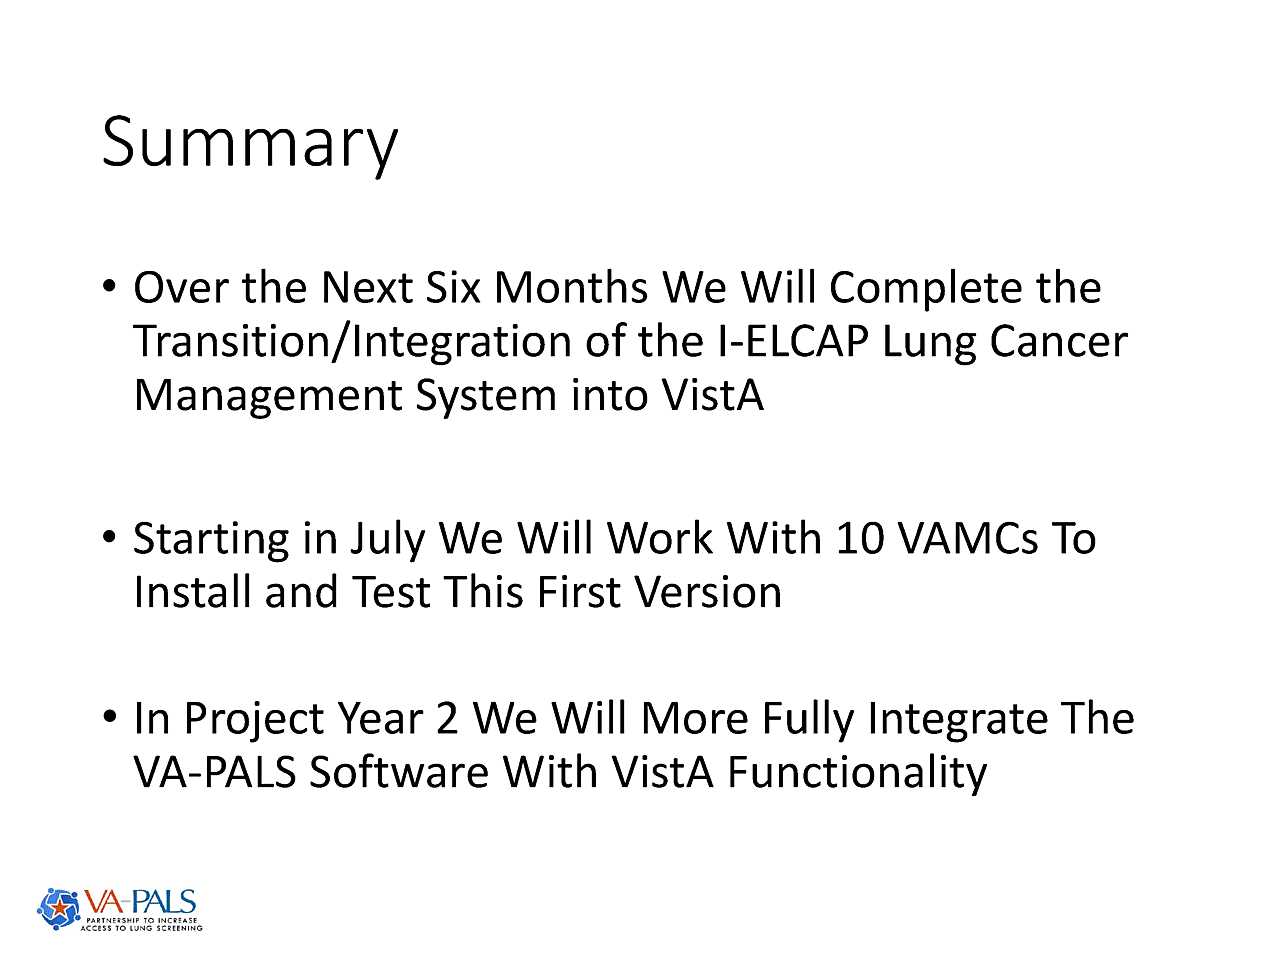 Summary
• Over the Next Six Months We Will Complete the
Transition/Integration of the I-ELCAP Lung Cancer
Management System into VistA
• Starting in July We Will Work With 10 VAMCs To
Install and Test This First Version
• In Project Year 2 We Will More Fully Integrate The
VA-PALS Software With VistA Functionality
VA-PALS
PARTNERSHIP TO INCREASE
ACCESS TO LUNG SCREENING